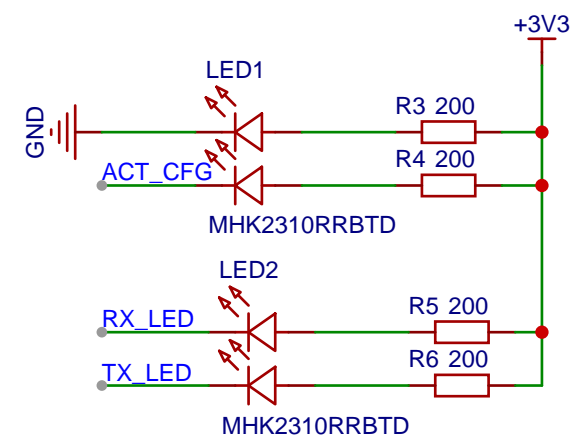 +3V3
LED1
GND
R3 200
ACT_CFG
R4 200
MHK2310RRBTD
LED2
RX_LED
R5 200
TX_LED
R6 200
MHK2310RRBTD